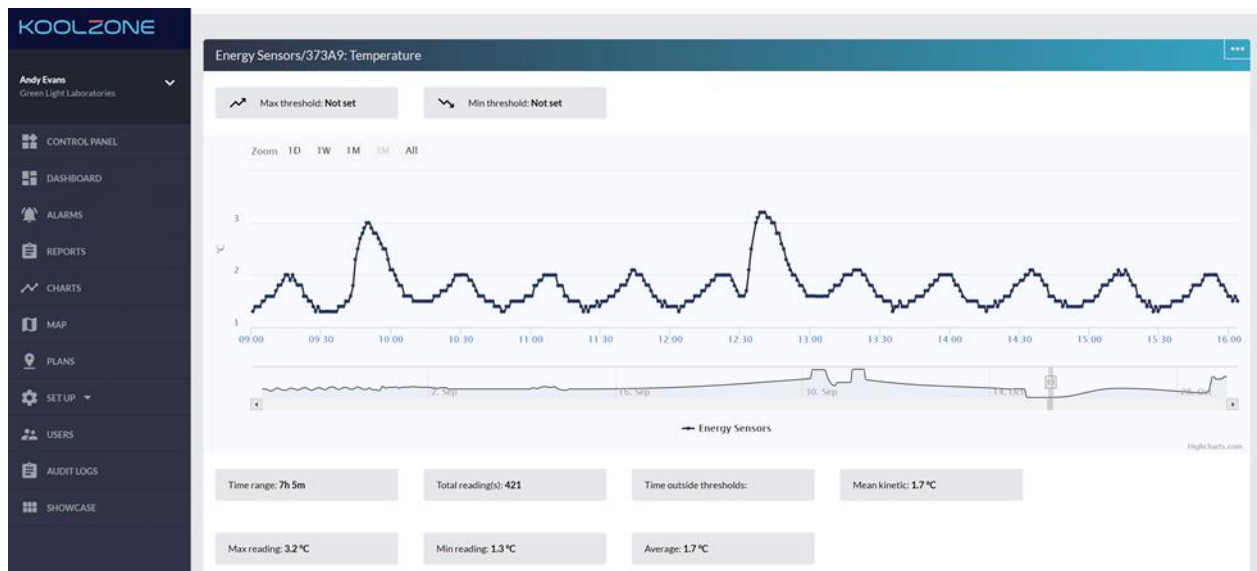 KOOLZONE
Andy Evans
Green Light Laboratories
CONTROL PANEL
DASHBOARD
ALARMS
REPORTS
CHARTS
MAP
PLANS
SET UP
USERS
AUDIT LOGS
SHOWCASE
Energy Sensors/373A9: Temperature
Max threshold: Not set
Min threshold: Not set
Zoom 1D 1W 1M All
3
°C
2
1
09:00 09:30 10:00 10:30 11:00 11:30 12:00 12:30 13:00 13:30 14:00 14:30 15:00 15:30 16:00
2. Sep 16. Sep 30. Sep 14. Oct 28. Oct
Energy Sensors
Highcharts.com
Time range: 7h 5m
Total reading(s): 421
Time outside thresholds:
Mean kinetic: 1.7 °C
Max reading: 3.2 °C
Min reading: 1.3 °C
Average: 1.7 °C